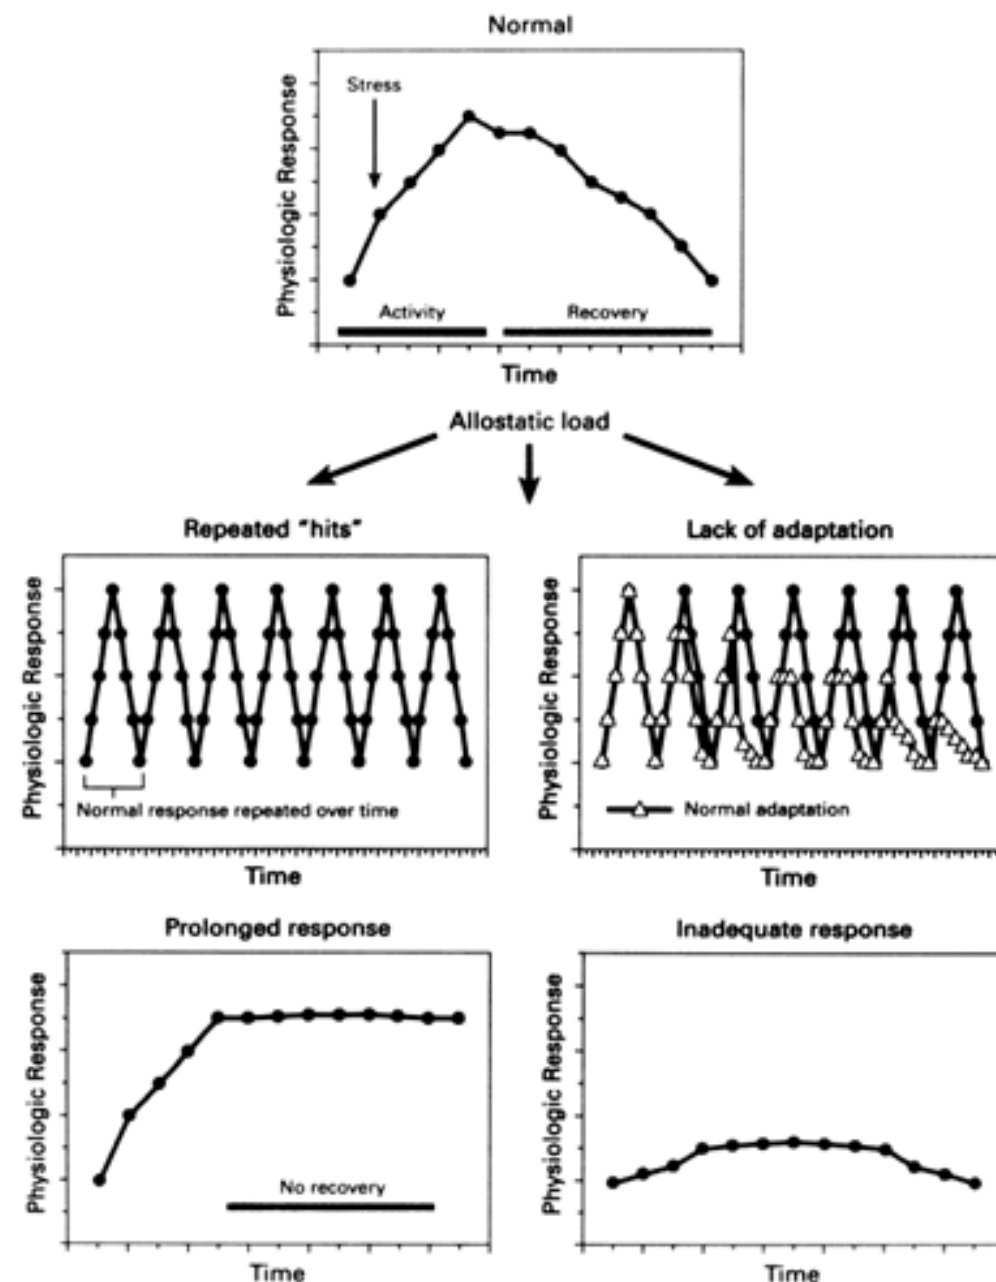 Normal
Physiologic Response
Stress
Activity
Recovery
Time
Allostatic load
Repeated "hits"
Physiologic Response
Normal response repeated over time
Time
Lack of adaptation
Physiologic Response
Normal adaptation
Time
Prolonged response
Physiologic Response
No recovery
Time
Inadequate response
Physiologic Response
Time